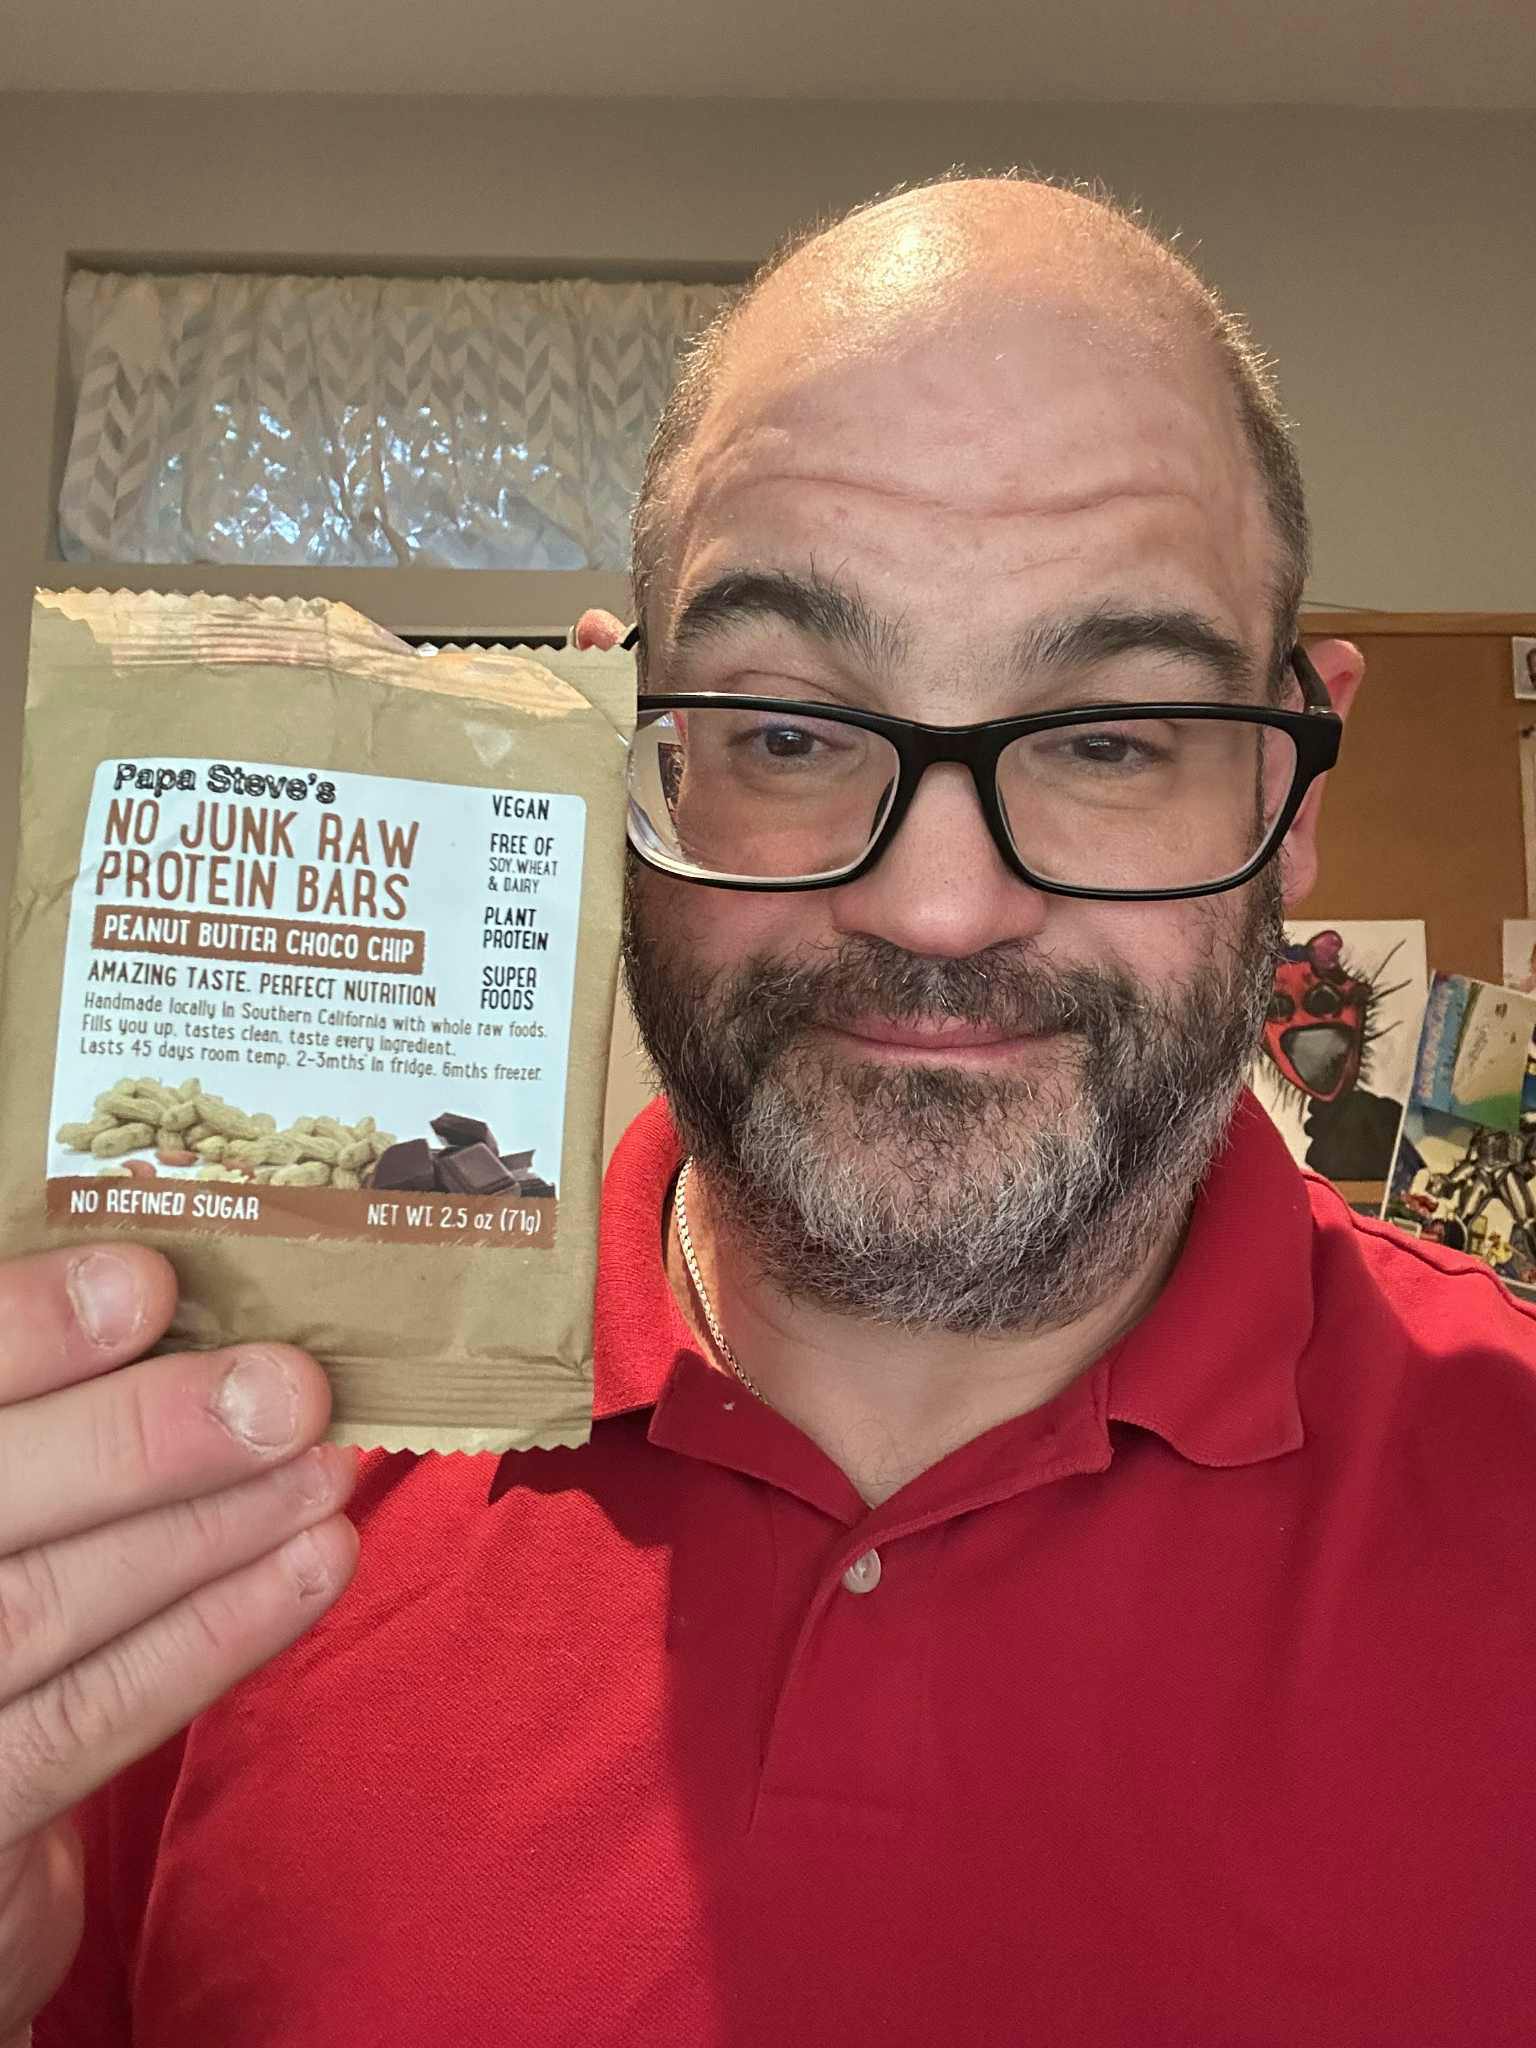 Papa Steve's
NO JUNK RAW
PROTEIN BARS
PEANUT BUTTER CHOCO CHIP
AMAZING TASTE. PERFECT NUTRITION
Handmade locally in Southern California with whole raw foods.
Fills you up, tastes clean, taste every ingredient.
Lasts 45 days room temp. 2-3mths in fridge. 6mths freezer.
VEGAN
FREE OF
SOY, WHEAT
& DAIRY
PLANT
PROTEIN
SUPER
FOODS
NO REFINED SUGAR
NET WT. 2.5 oz (71g)